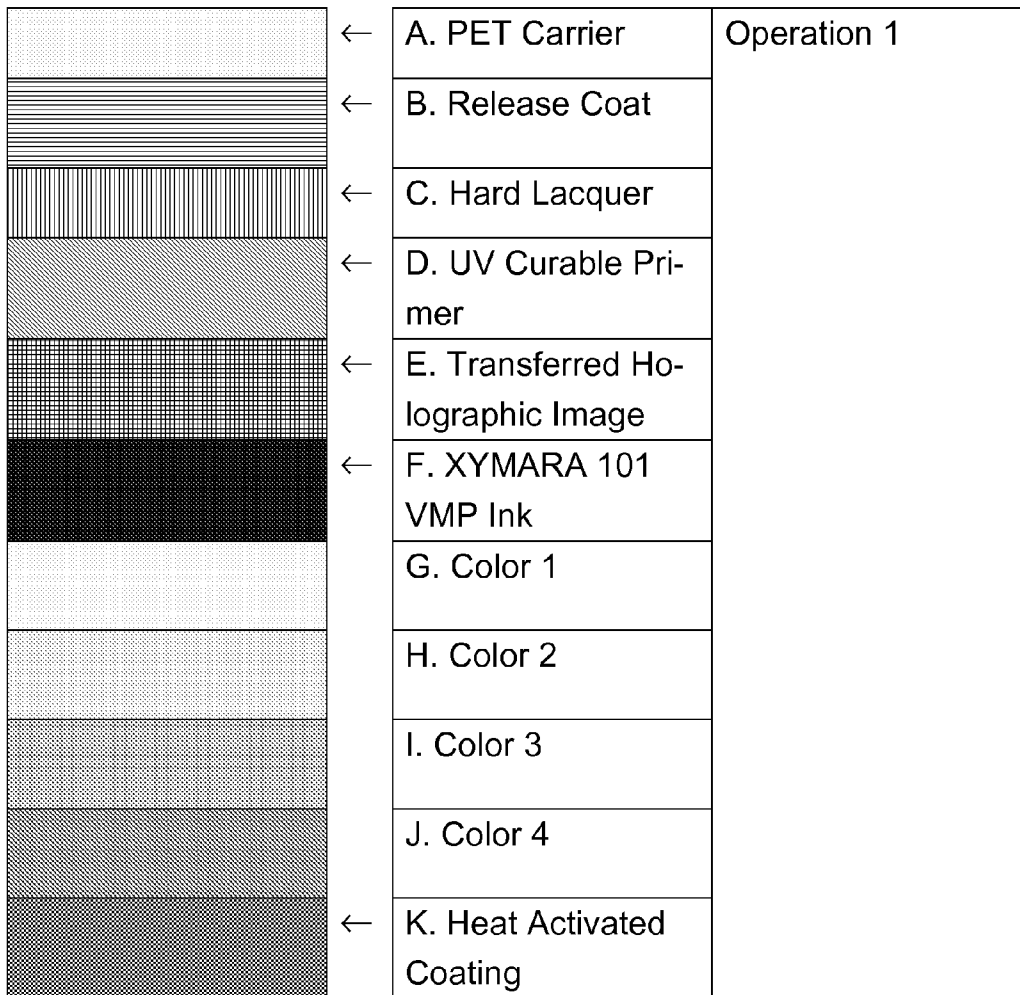 ← A. PET Carrier Operation 1
← B. Release Coat
← C. Hard Lacquer
← D. UV Curable Pri-
mer
← E. Transferred Ho-
lographic Image
← F. XYMARA 101
VMP Ink
G. Color 1
H. Color 2
I. Color 3
J. Color 4
← K. Heat Activated
Coating